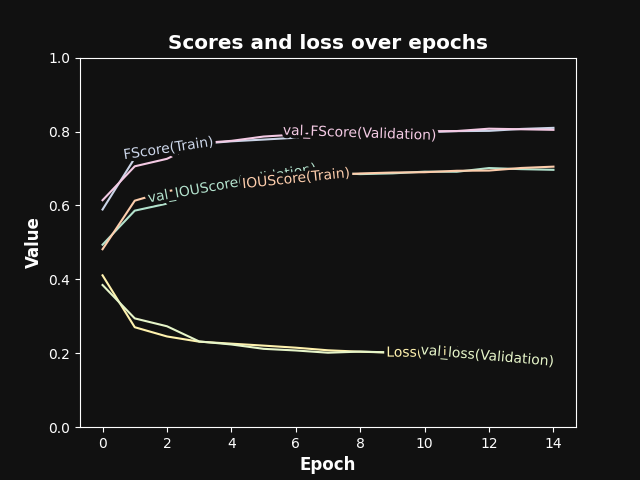 Scores and loss over epochs
1.0
0.8
0.6
0.4
0.2
0.0
Value
FScore(Train)
val_FScore(Validation)
val_IOUScore(
IOUScore(Train)
Loss(
val_loss(Validation)
0 2 4 6 8 10 12 14
Epoch